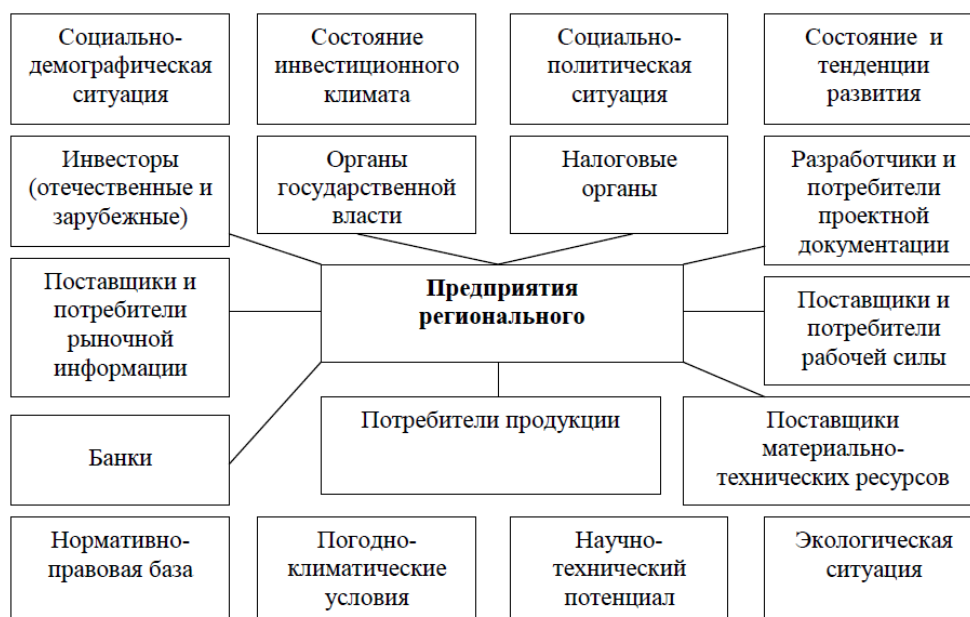 Социально-
демографическая
ситуация
Состояние
инвестиционного
климата
Социально-
политическая
ситуация
Состояние и
тенденции
развития
Инвесторы
(отечественные и
зарубежные)
Органы
государственной
власти
Налоговые
органы
Разработчики и
потребители
проектной
документации
Поставщики и
потребители
рыночной
информации
Предприятия
регионального
Поставщики и
потребители
рабочей силы
Банки
Потребители продукции
Поставщики
материально-
технических ресурсов
Нормативно-
правовая база
Погодно-
климатические
условия
Научно-
технический
потенциал
Экологическая
ситуация